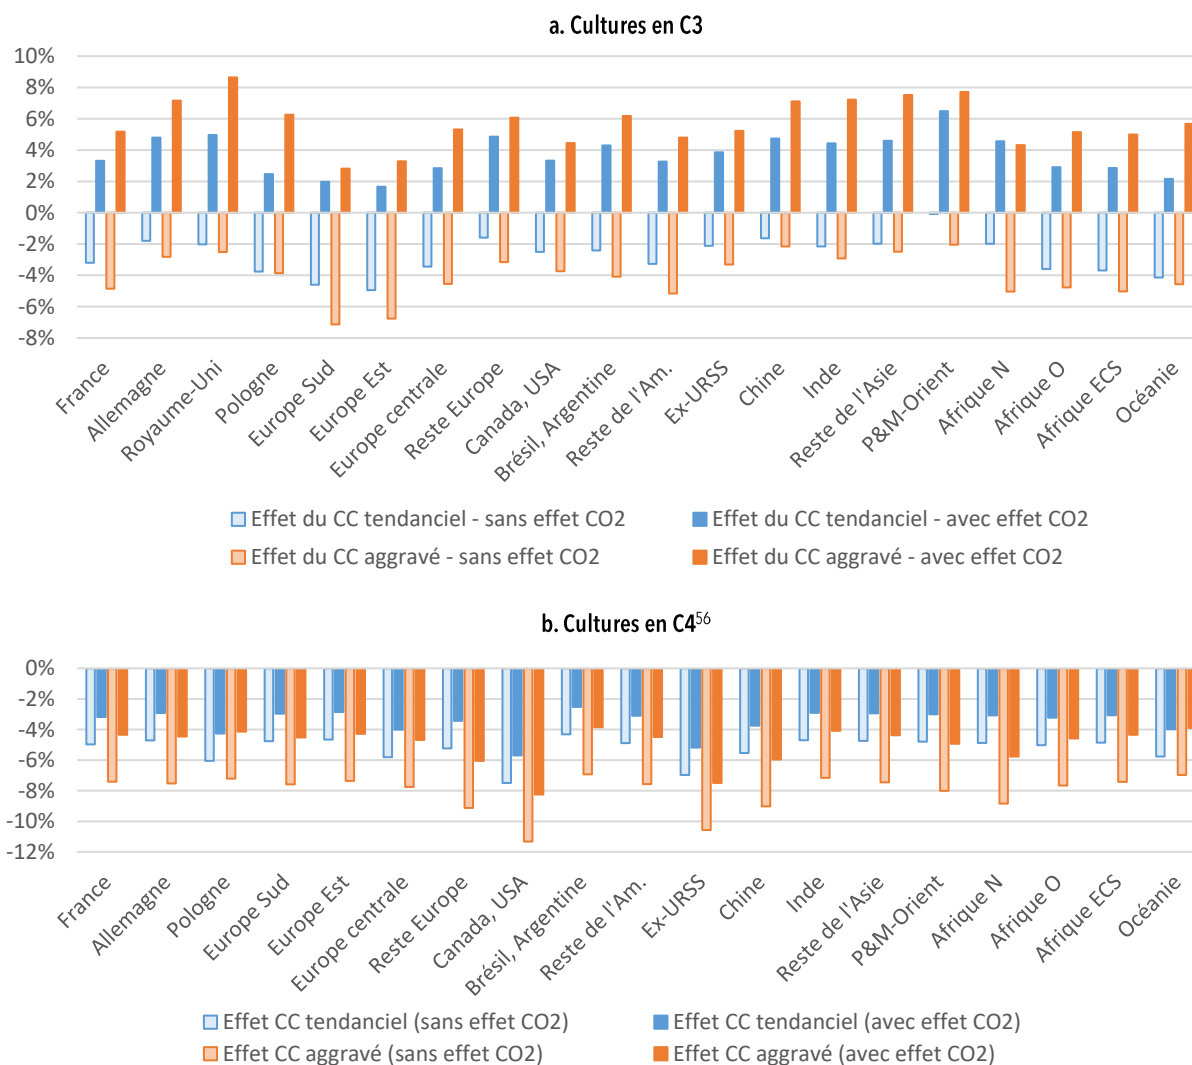 a. Cultures en C3
10%
8%
6%
4%
2%
0%
-2%
-4%
-6%
-8%
France
Allemagne
Royaume-Uni
Pologne
Europe Sud
Europe Est
Europe centrale
Reste Europe
Canada, USA
Brésil, Argentine
Reste de l'Am.
Ex-URSS
Chine
Inde
Reste de l'Asie
P&M-Orient
Afrique N
Afrique O
Afrique ECS
Océanie
Effet du CC tendanciel - sans effet CO2
Effet du CC tendanciel - avec effet CO2
Effet du CC aggravé - sans effet CO2
Effet du CC aggravé - avec effet CO2
b. Cultures en C4⁵⁶
0%
-2%
-4%
-6%
-8%
-10%
-12%
France
Allemagne
Pologne
Europe Sud
Europe Est
Europe centrale
Reste Europe
Canada, USA
Brésil, Argentine
Reste de l'Am.
Ex-URSS
Chine
Inde
Reste de l'Asie
P&M-Orient
Afrique N
Afrique O
Afrique ECS
Océanie
Effet CC tendanciel (sans effet CO2)
Effet CC tendanciel (avec effet CO2)
Effet CC aggravé (sans effet CO2)
Effet CC aggravé (avec effet CO2)